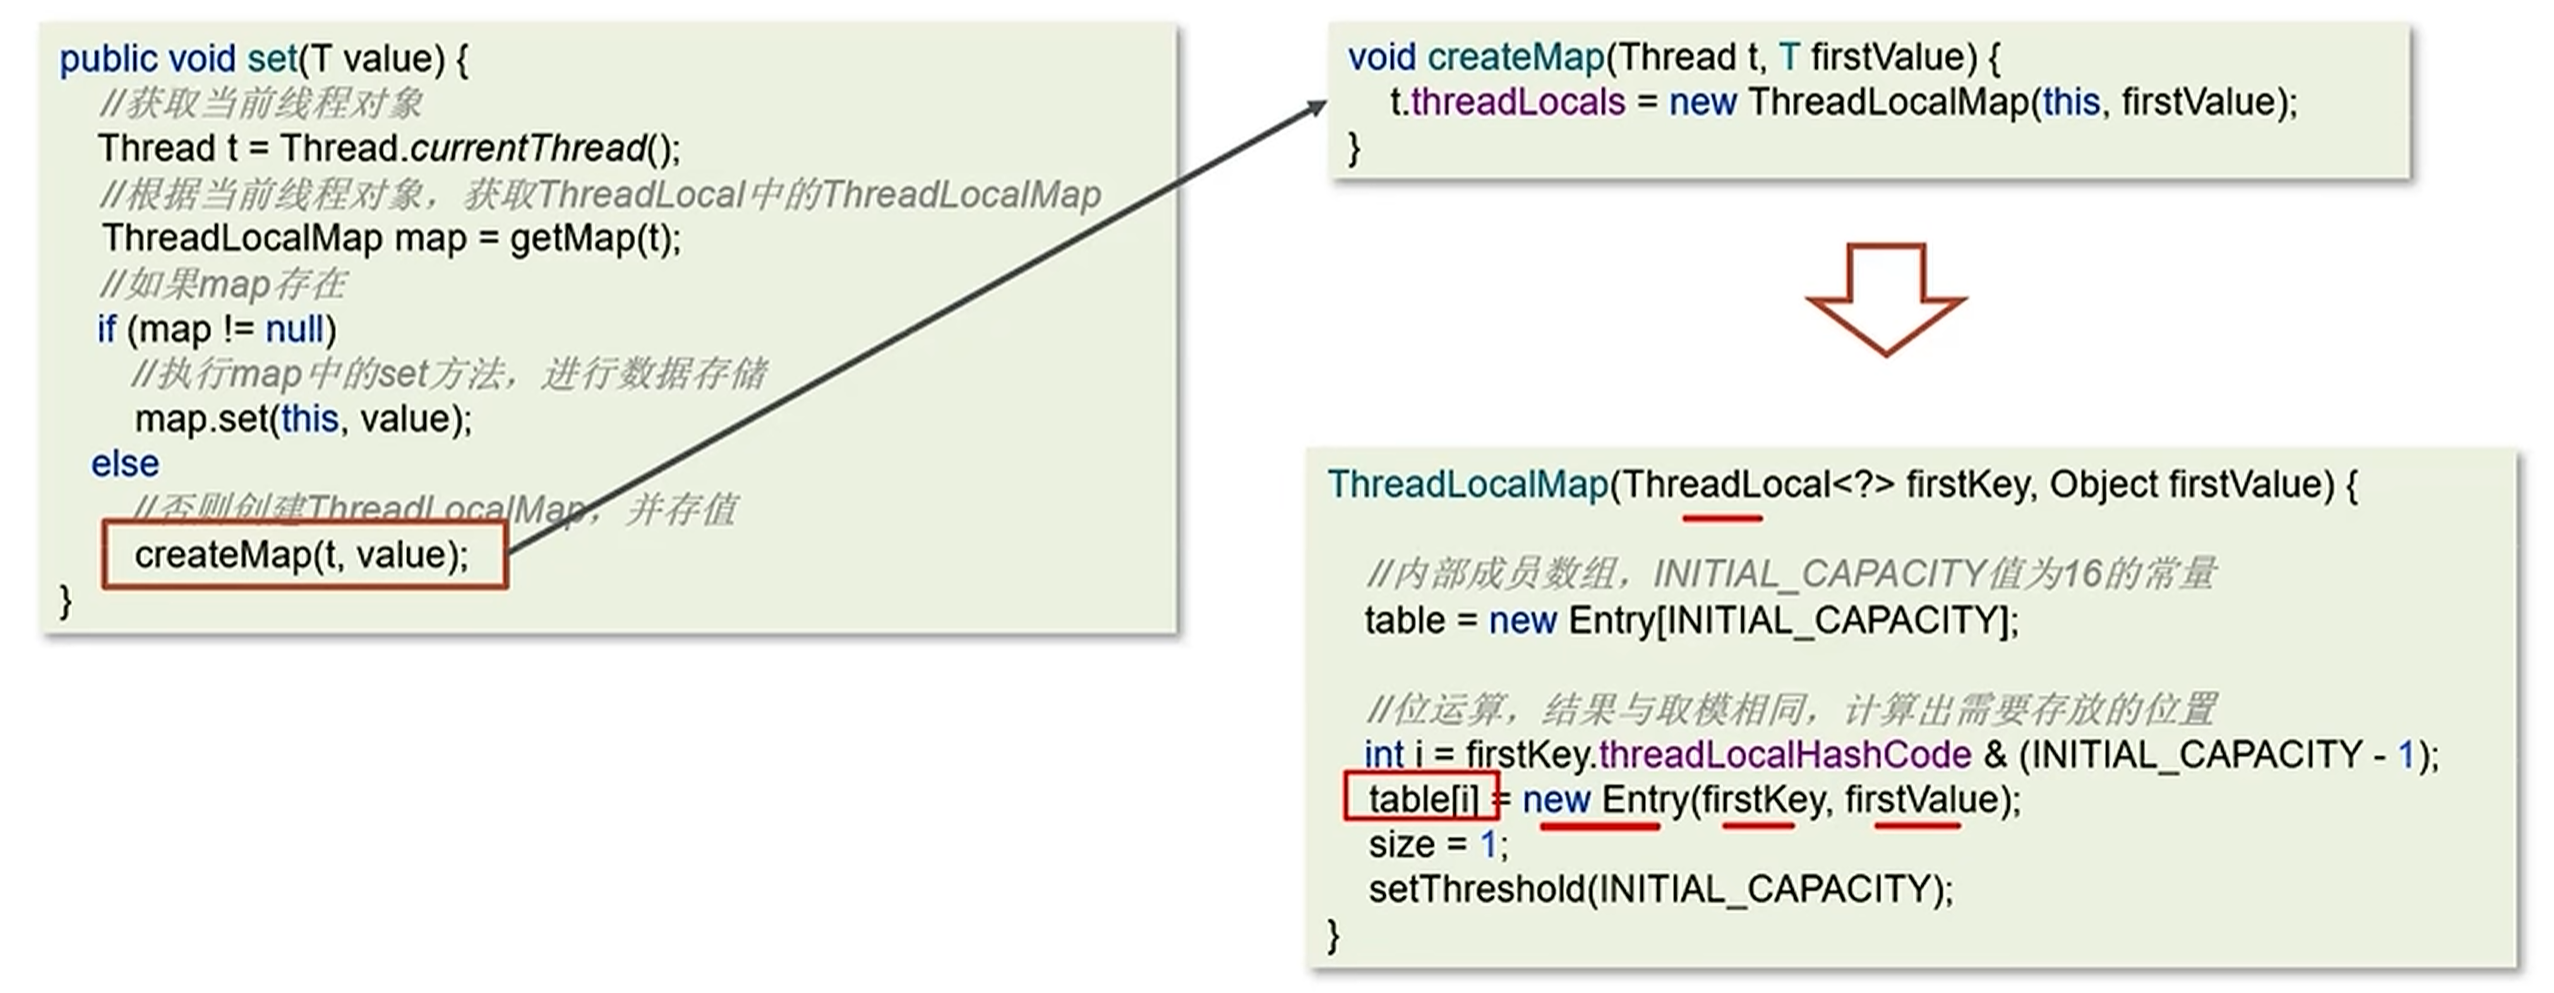 public void set(T value) {
//获取当前线程对象
Thread t = Thread.currentThread();
//根据当前线程对象，获取ThreadLocal中的ThreadLocalMap
ThreadLocalMap map = getMap(t);
//如果map存在
if (map != null)
//执行map中的set方法，进行数据存储
map.set(this, value);
else
//否则创建ThreadLocalMap，并存值
createMap(t, value);
}
void createMap(Thread t, T firstValue) {
t.threadLocals = new ThreadLocalMap(this, firstValue);
}
ThreadLocalMap(ThreadLocal<?> firstKey, Object firstValue) {
//内部成员数组，INITIAL_CAPACITY值为16的常量
table = new Entry[INITIAL_CAPACITY];
//位运算，结果与取模相同，计算出需要存放的位置
int i = firstKey.threadLocalHashCode & (INITIAL_CAPACITY - 1);
table[i] = new Entry(firstKey, firstValue);
size = 1;
setThreshold(INITIAL_CAPACITY);
}